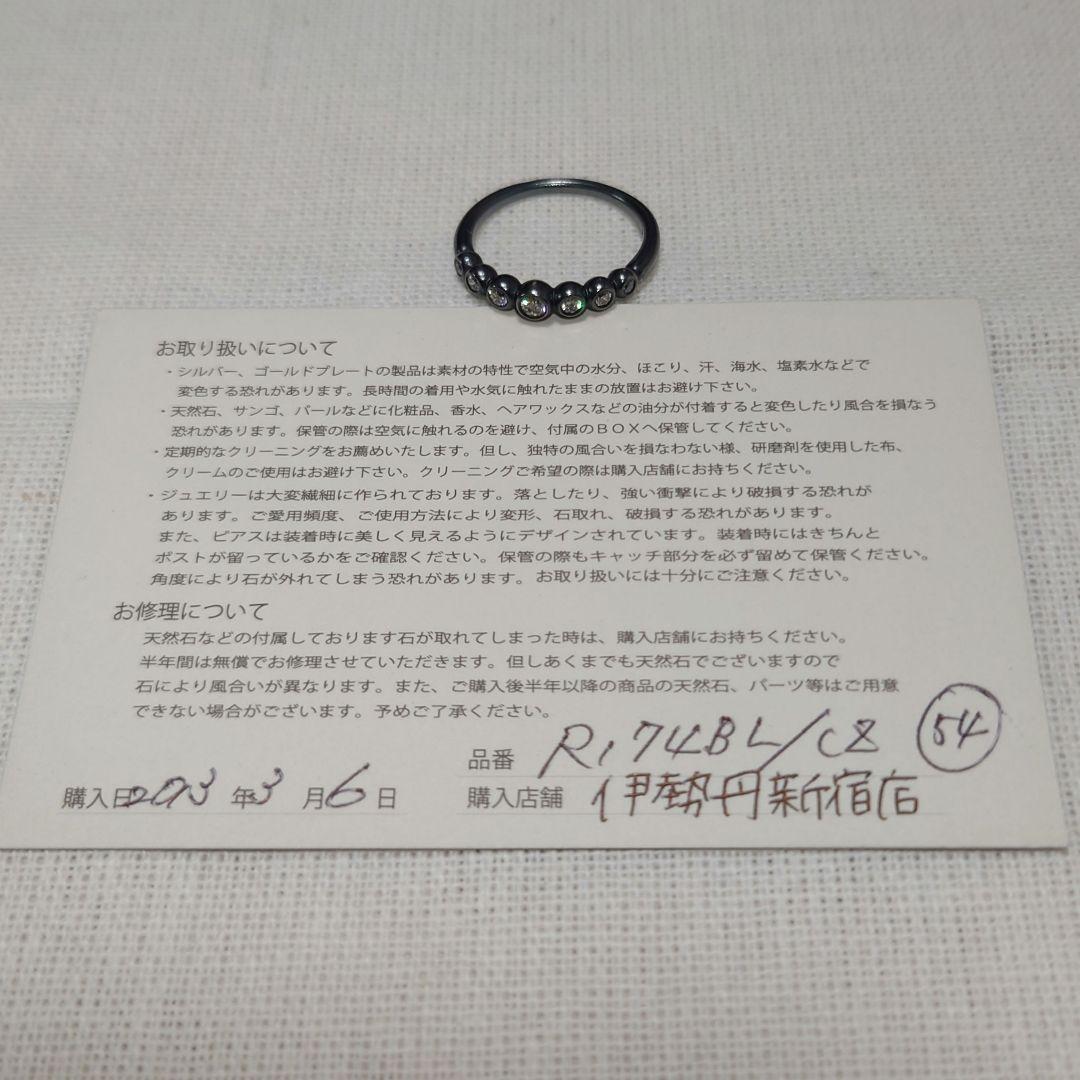 お取り扱いについて
・シルバー、ゴールドプレートの製品は素材の特性で空気中の水分、ほこり、汗、海水、塩素水などで
変色する恐れがあります。長時間の着用や水気に触れたままの放置はお避け下さい。
・天然石、サンゴ、パールなどに化粧品、香水、ヘアワックスなどの油分が付着すると変色したり風合を損なう
恐れがあります。保管の際は空気に触れるのを避け、付属のBOXへ保管してください。
・定期的なクリーニングをお薦めいたします。但し、独特の風合いを損なわない様、研磨剤を使用した布、
クリームのご使用はお避け下さい。クリーニングご希望の際は購入店舗にお持ちください。
・ジュエリーは大変繊細に作られております。落としたり、強い衝撃により破損する恐れが
あります。ご愛用頻度、ご使用方法により変形、石取れ、破損する恐れがあります。
また、ピアスは装着時に美しく見えるようにデザインされています。装着時にはきちんと
ポストが留っているかをご確認ください。保管の際もキャッチ部分を必ず留めて保管ください。
角度により石が外れてしまう恐れがあります。お取り扱いには十分にご注意ください。
お修理について
天然石などの付属しております石が取れてしまった時は、購入店舗にお持ちください。
半年間は無償でお修理させていただきます。但しあくまでも天然石でございますので
石により風合いが異なります。また、ご購入後半年以降の商品の天然石、パーツ等はご用意
できない場合がございます。予めご了承ください。
品番 R174BL/CZ 54
購入日 年3月6日 購入店舗 伊勢丹新宿店